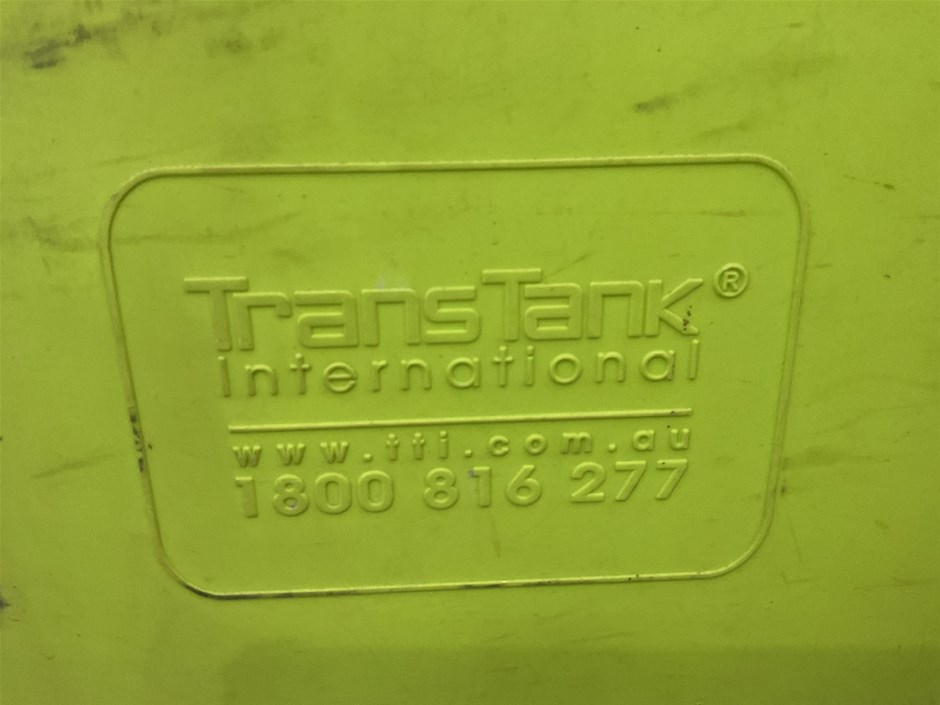 TransTank®
International
www.tti.com.au
1800 816 277